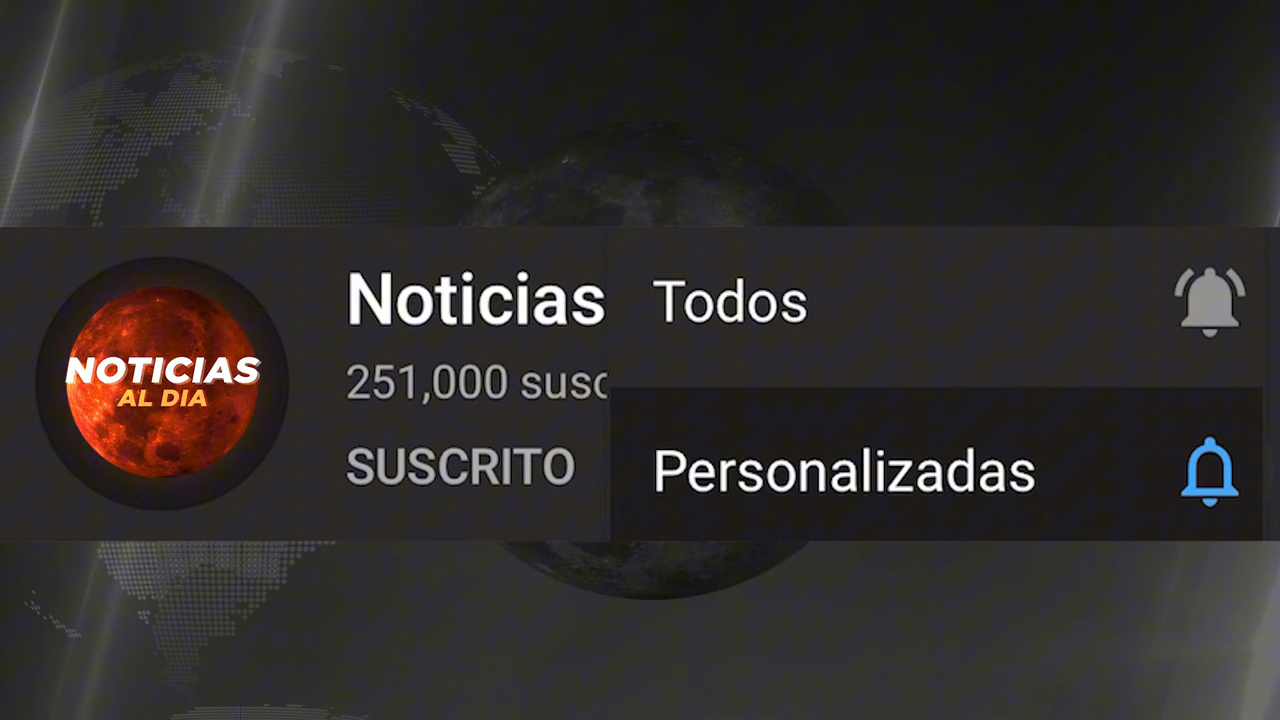 NOTICIAS
AL DIA
Noticias
251,000 susc
SUSCRITO
Todos
Personalizadas